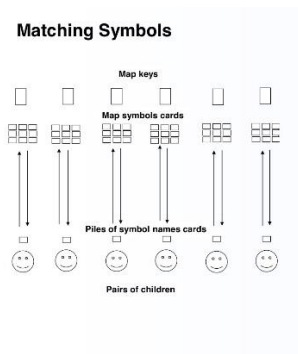 Matching Symbols
Map keys
Map symbols cards
Piles of symbol names cards
Pairs of children